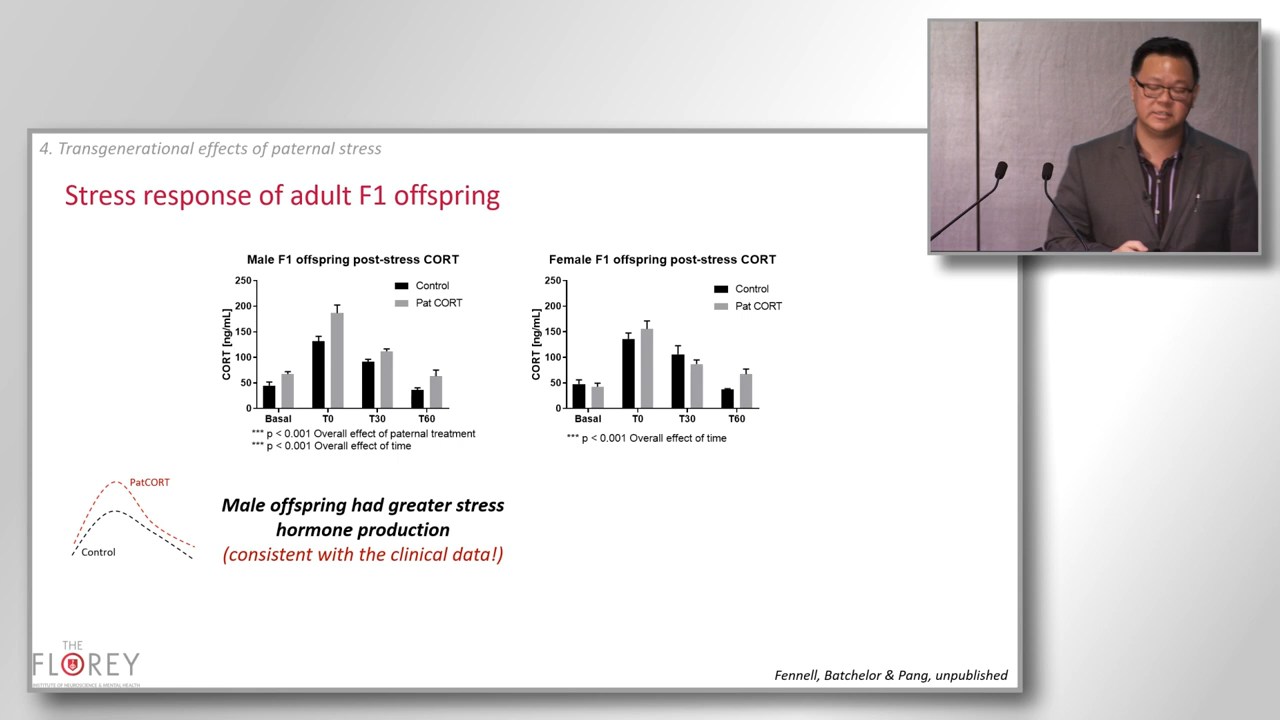 4. Transgenerational effects of paternal stress
Stress response of adult F1 offspring
Male F1 offspring post-stress CORT
250
200
150
100
50
0
CORT [ng/mL]
Control
Pat CORT
Basal T0 T30 T60
*** p < 0.001 Overall effect of paternal treatment
*** p < 0.001 Overall effect of time
Female F1 offspring post-stress CORT
250
200
150
100
50
0
CORT [ng/mL]
Control
Pat CORT
Basal T0 T30 T60
*** p < 0.001 Overall effect of time
PatCORT
Control
Male offspring had greater stress
hormone production
(consistent with the clinical data!)
THE
FLOREY
INSTITUTE OF NEUROSCIENCE & MENTAL HEALTH
Fennell, Batchelor & Pang, unpublished